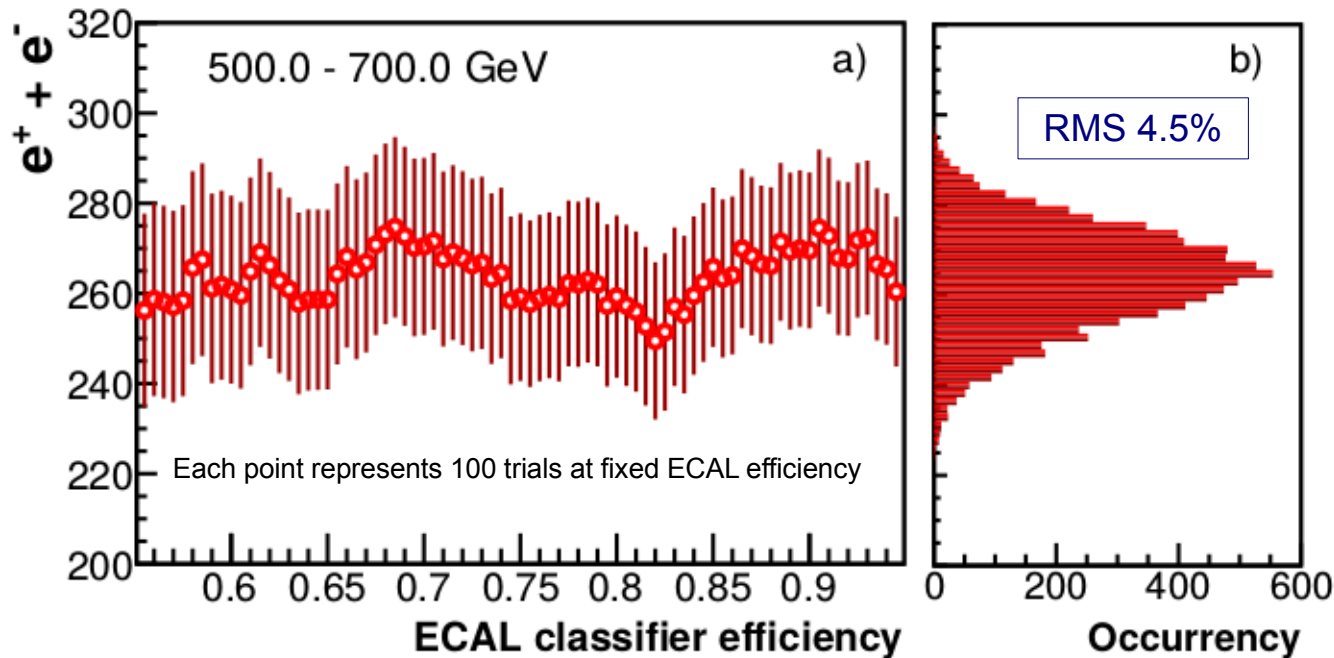 320
300
280
260
240
220
200
e⁺ + e⁻
500.0 - 700.0 GeV
a)
Each point represents 100 trials at fixed ECAL efficiency
0.6 0.65 0.7 0.75 0.8 0.85 0.9
ECAL classifier efficiency
b)
RMS 4.5%
0 200 400 600
Occurrency